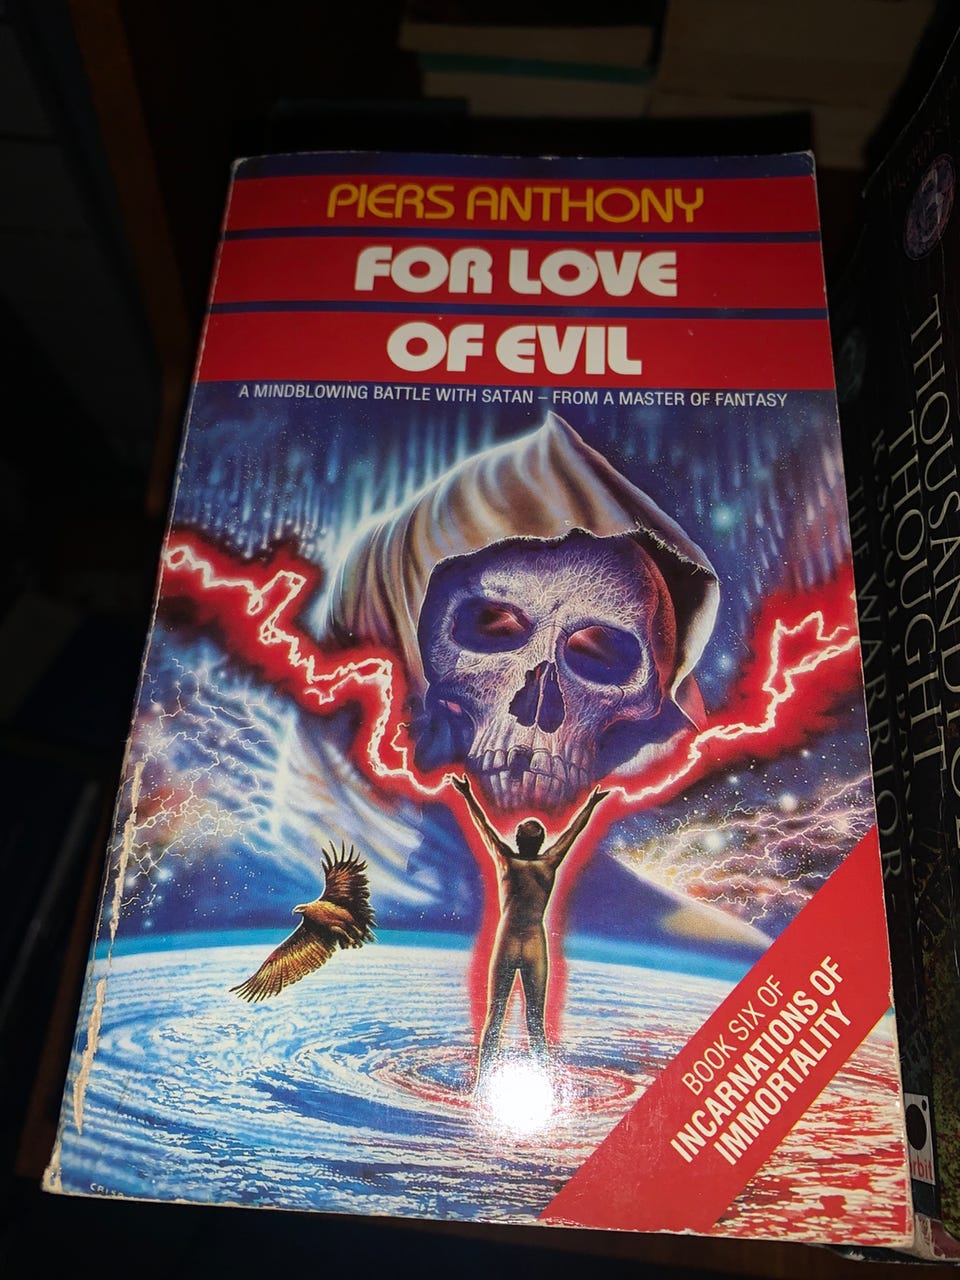 PIERS ANTHONY
FOR LOVE
OF EVIL
A MINDBLOWING BATTLE WITH SATAN – FROM A MASTER OF FANTASY
BOOK SIX OF
INCARNATIONS OF
IMMORTALITY
THOUSANDFOLD
THOUGHT
THE WARRIOR